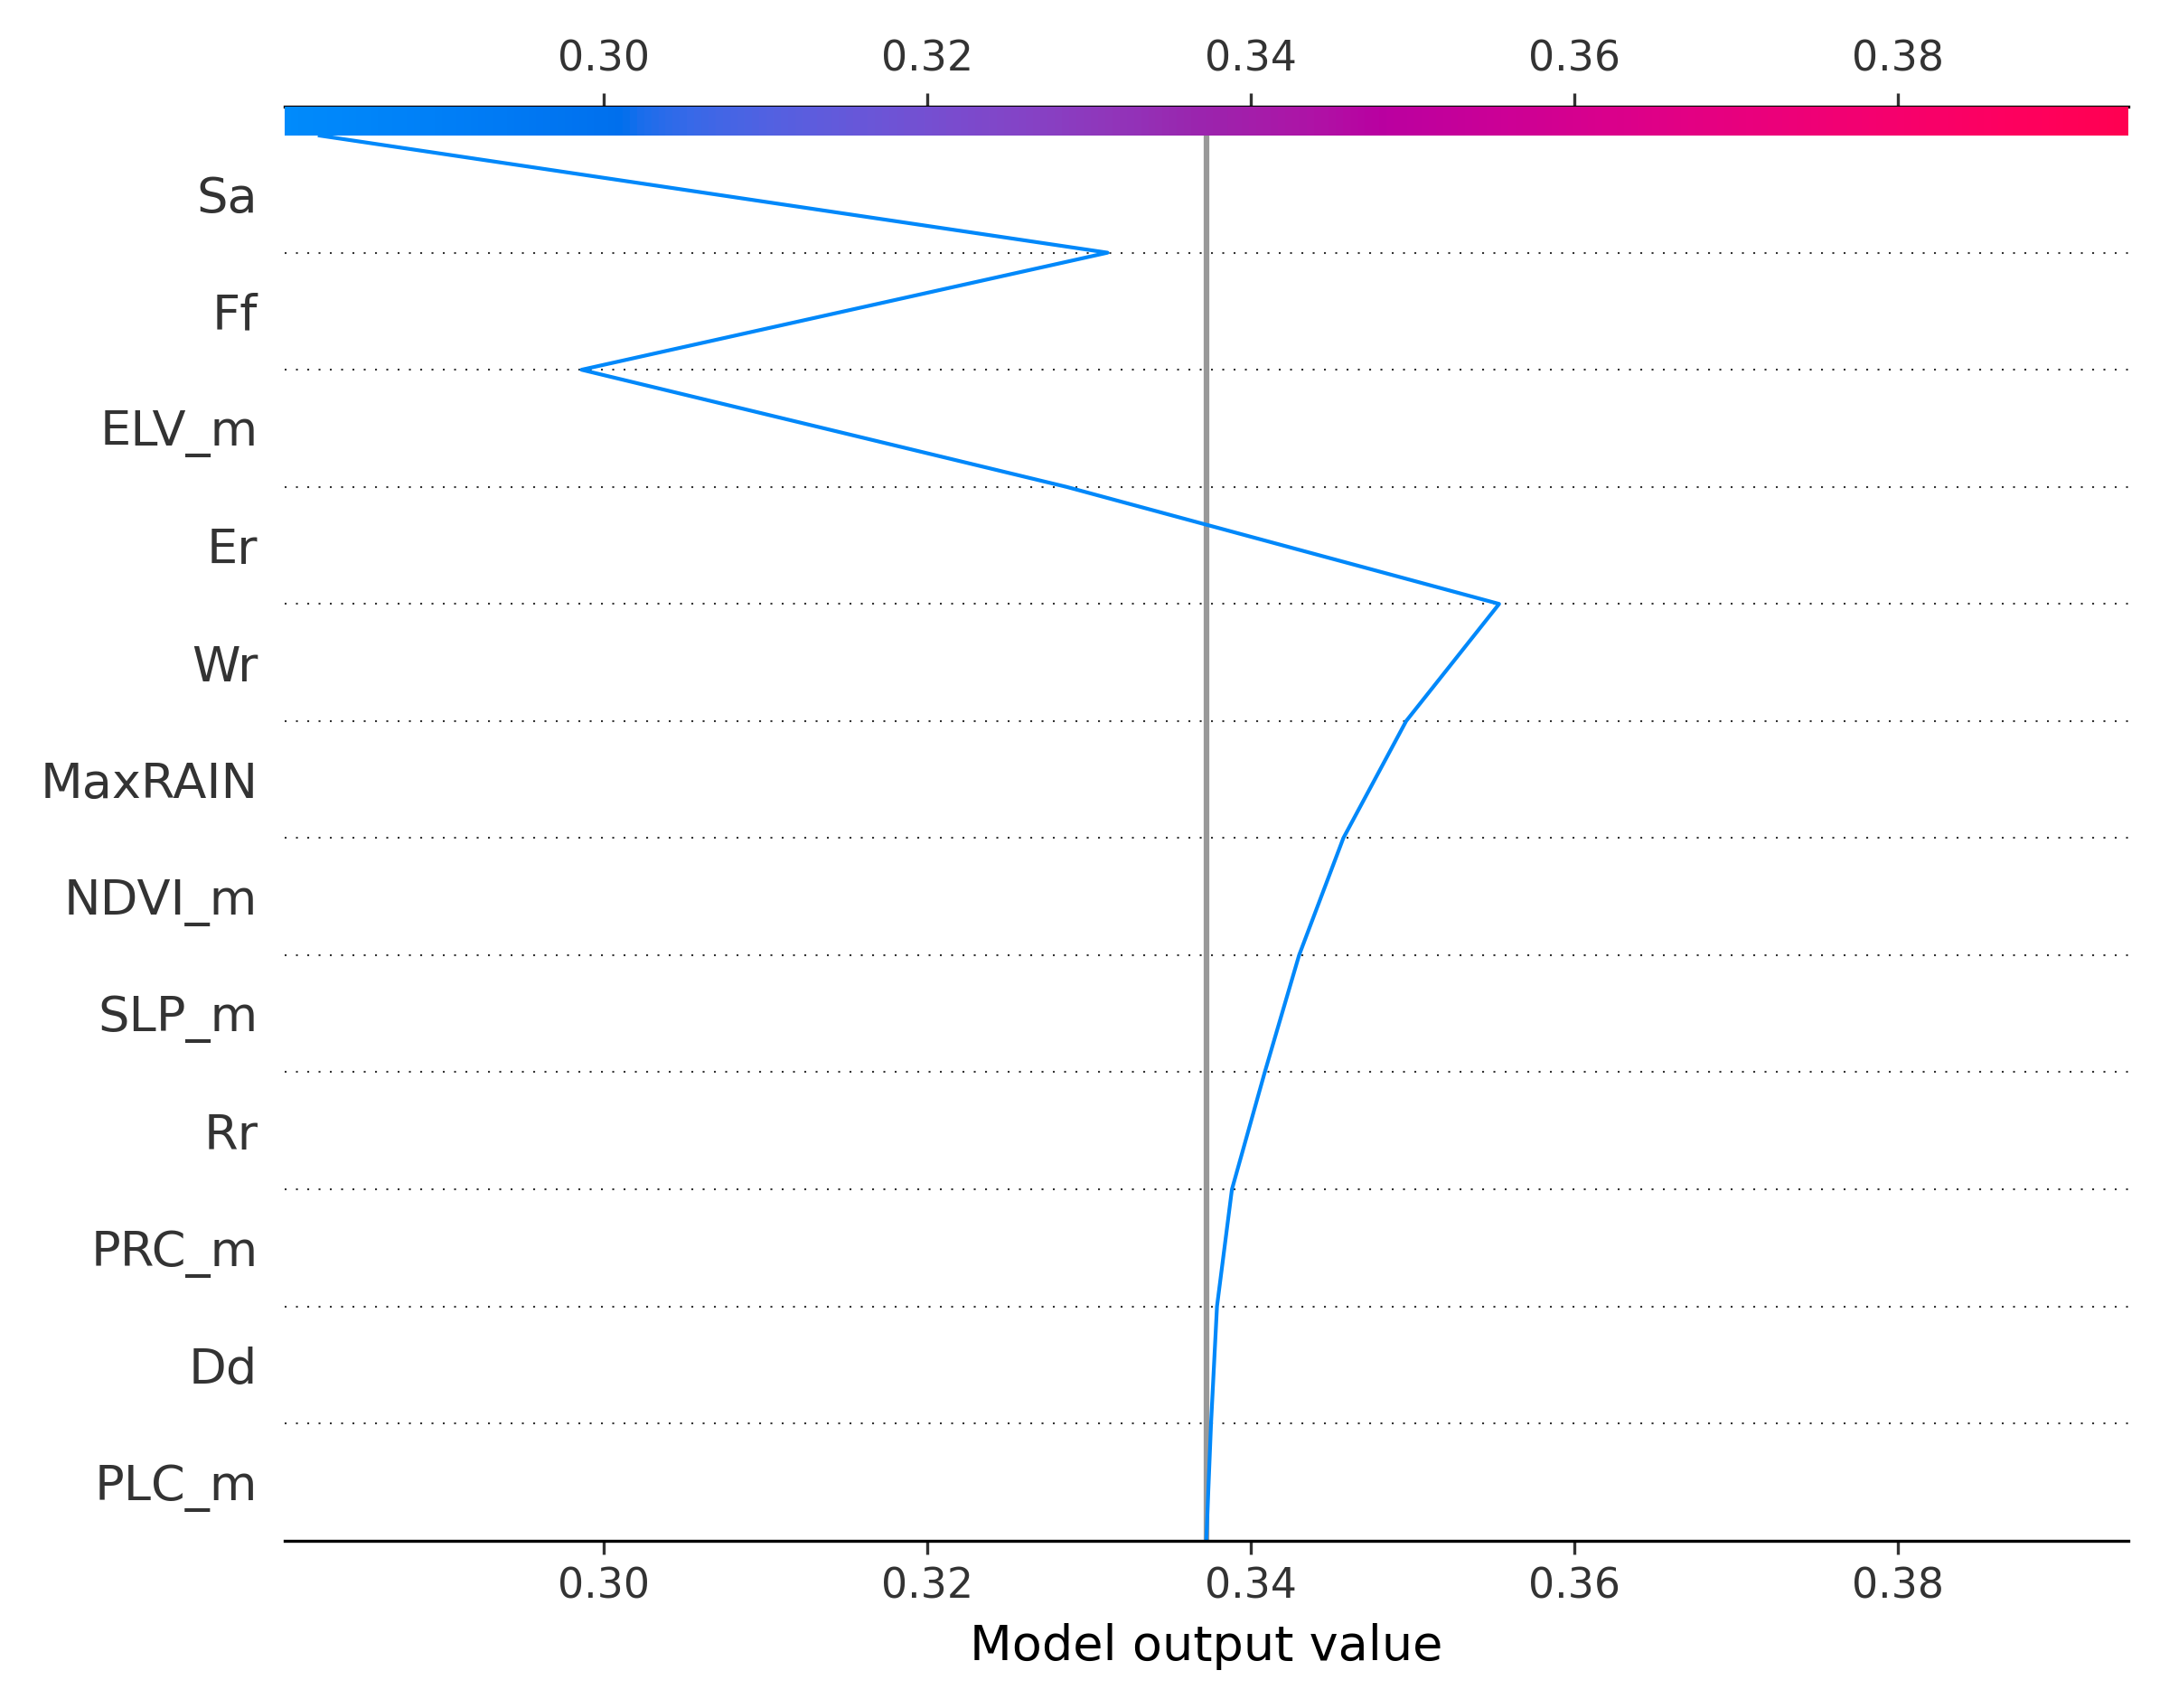 0.30 0.32 0.34 0.36 0.38
Sa
Ff
ELV_m
Er
Wr
MaxRAIN
NDVI_m
SLP_m
Rr
PRC_m
Dd
PLC_m
0.30 0.32 0.34 0.36 0.38
Model output value